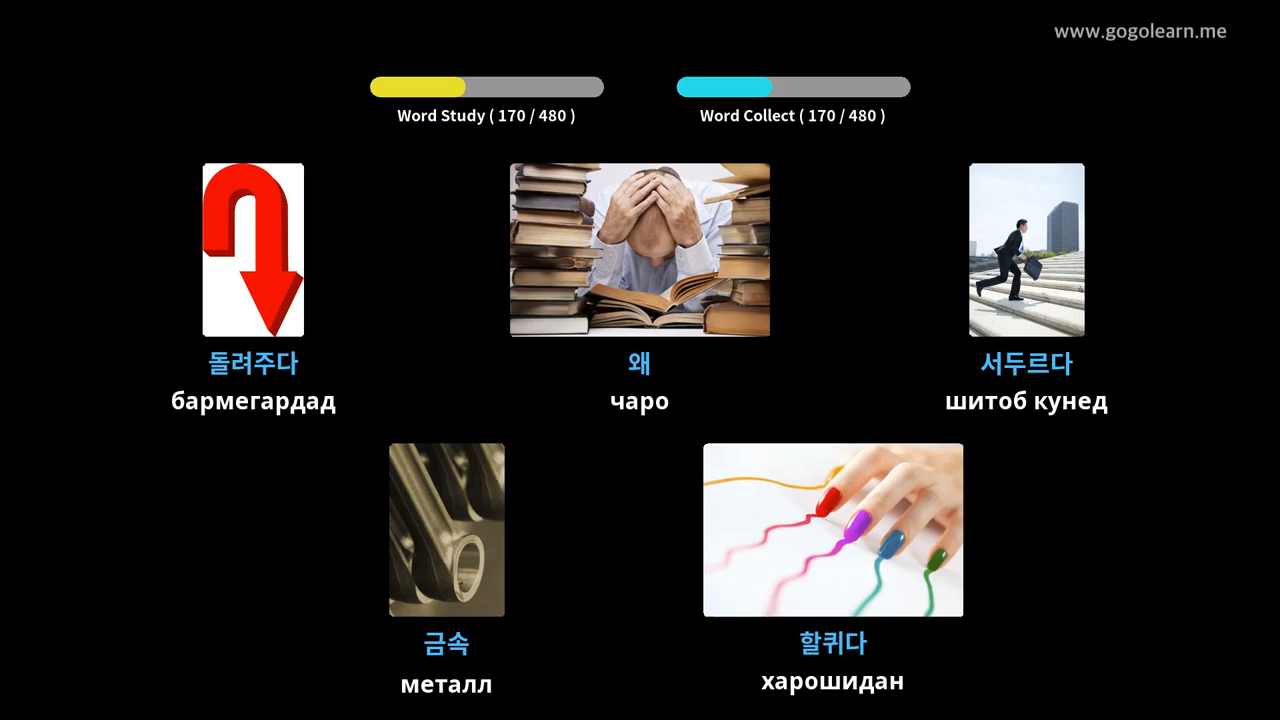 www.gogolearn.me
Word Study ( 170 / 480 )
Word Collect ( 170 / 480 )
돌려주다
бармегардад
왜
чаро
서두르다
шитоб кунед
금속
металл
할퀴다
харошидан